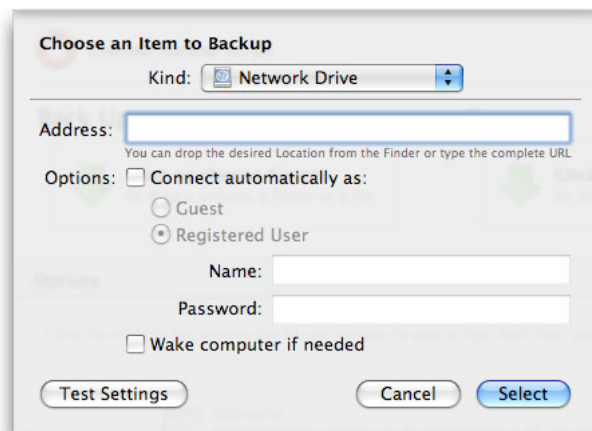 Choose an Item to Backup
Kind: Network Drive
Address:
You can drop the desired Location from the Finder or type the complete URL
Options: Connect automatically as:
Guest
Registered User
Name:
Password:
Wake computer if needed
Test Settings Cancel Select